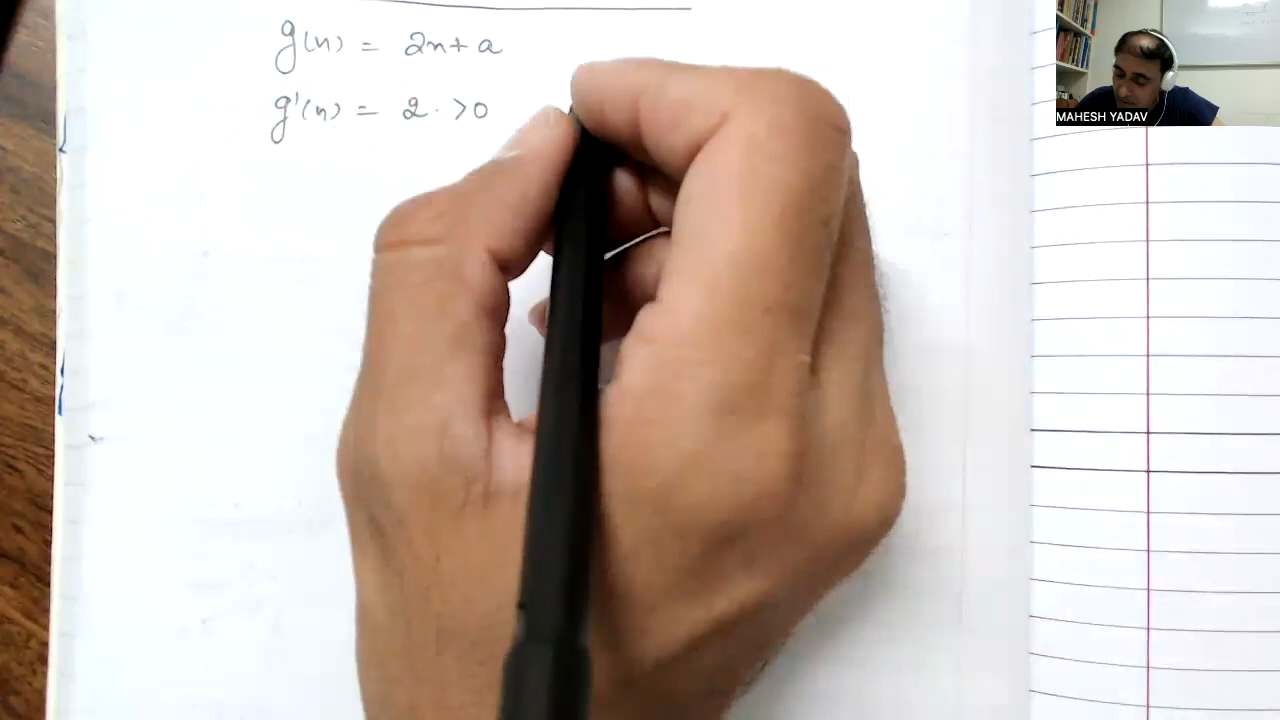 g(x) = 2x + a
g'(x) = 2 · >0
MAHESH YADAV